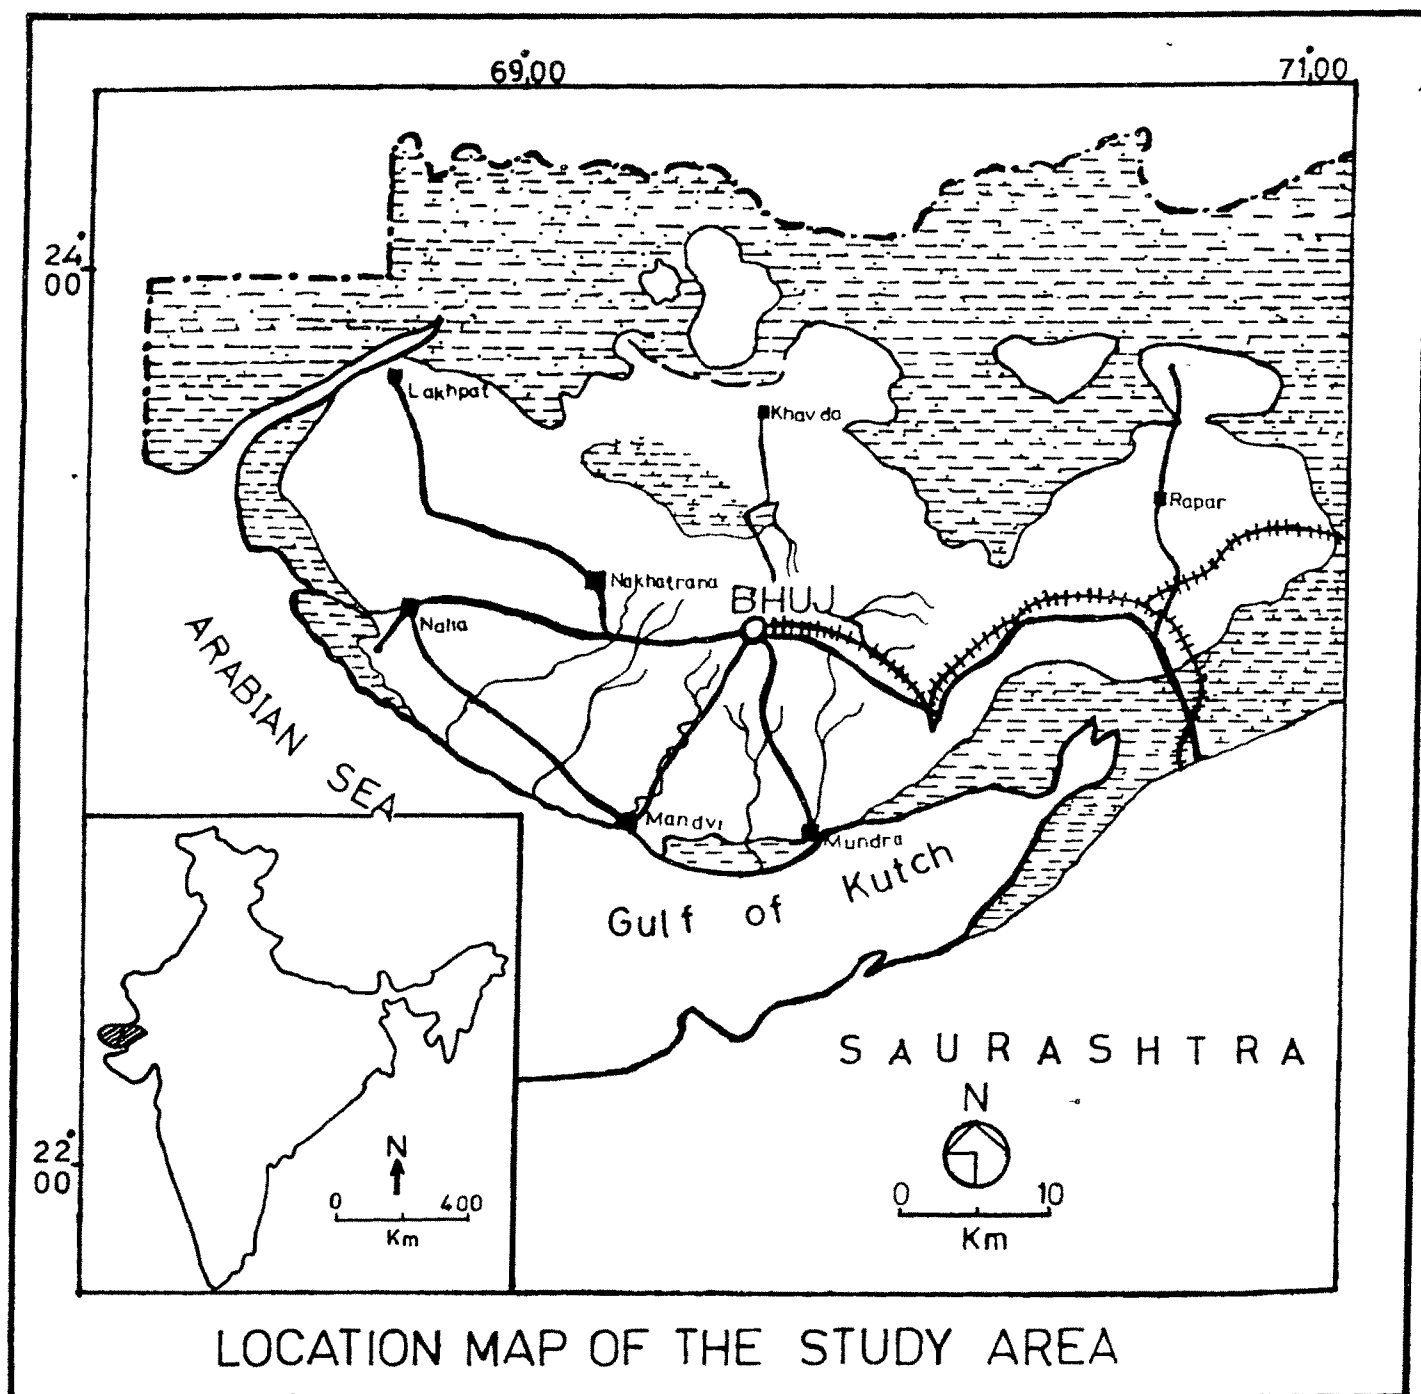 69°00
71°00
24°
00
Lakhpat
Khavda
Rapar
Nakhatrana
BHUJ
Nalia
ARABIAN SEA
Mandvi
Mundra
Gulf of Kutch
SAURASHTRA
N
0 10
Km
22°
00
N
0 400
Km
LOCATION MAP OF THE STUDY AREA